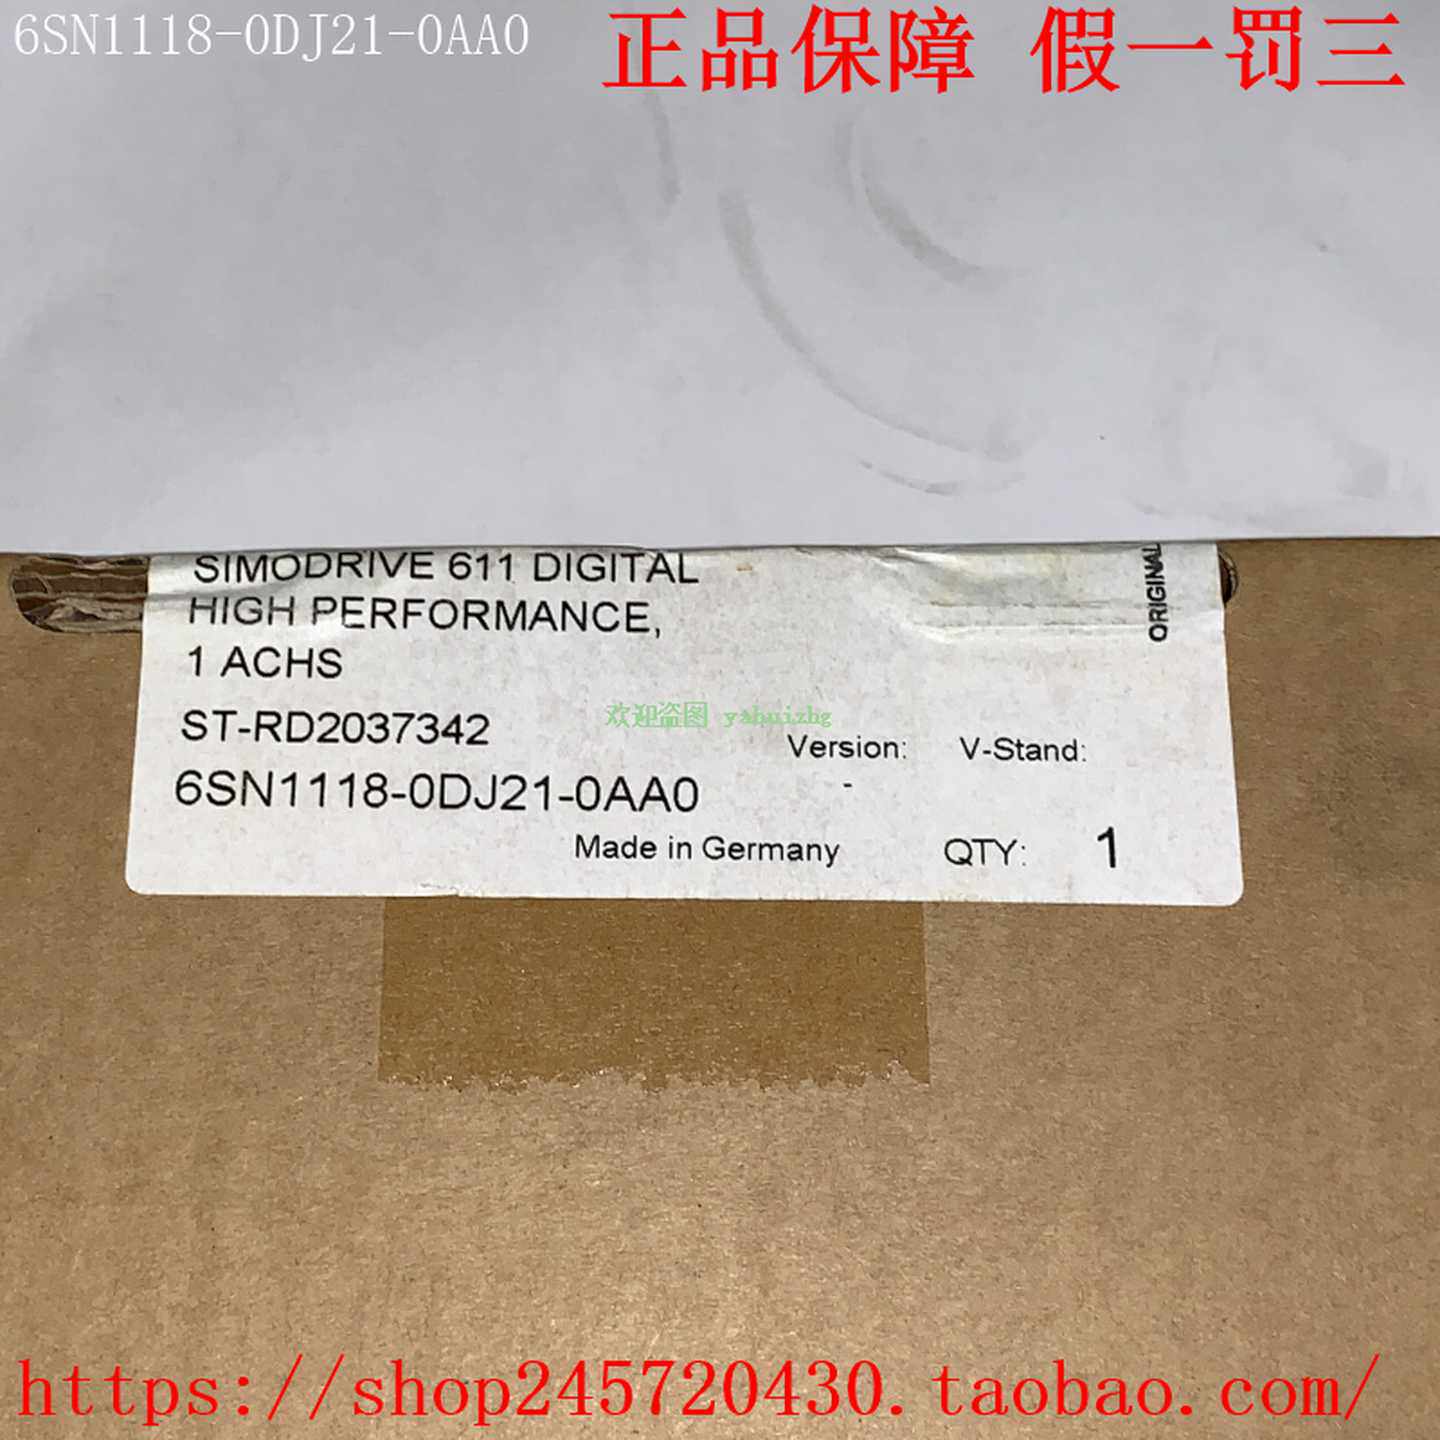 6SN1118-0DJ21-0AA0
正品保障 假一罚三
SIMODRIVE 611 DIGITAL
HIGH PERFORMANCE,
1 ACHS
ORIGINAL
ST-RD2037342
欢迎盗图 yahuizhg
Version: V-Stand:
-
6SN1118-0DJ21-0AA0
Made in Germany
QTY: 1
https://shop245720430.taobao.com/